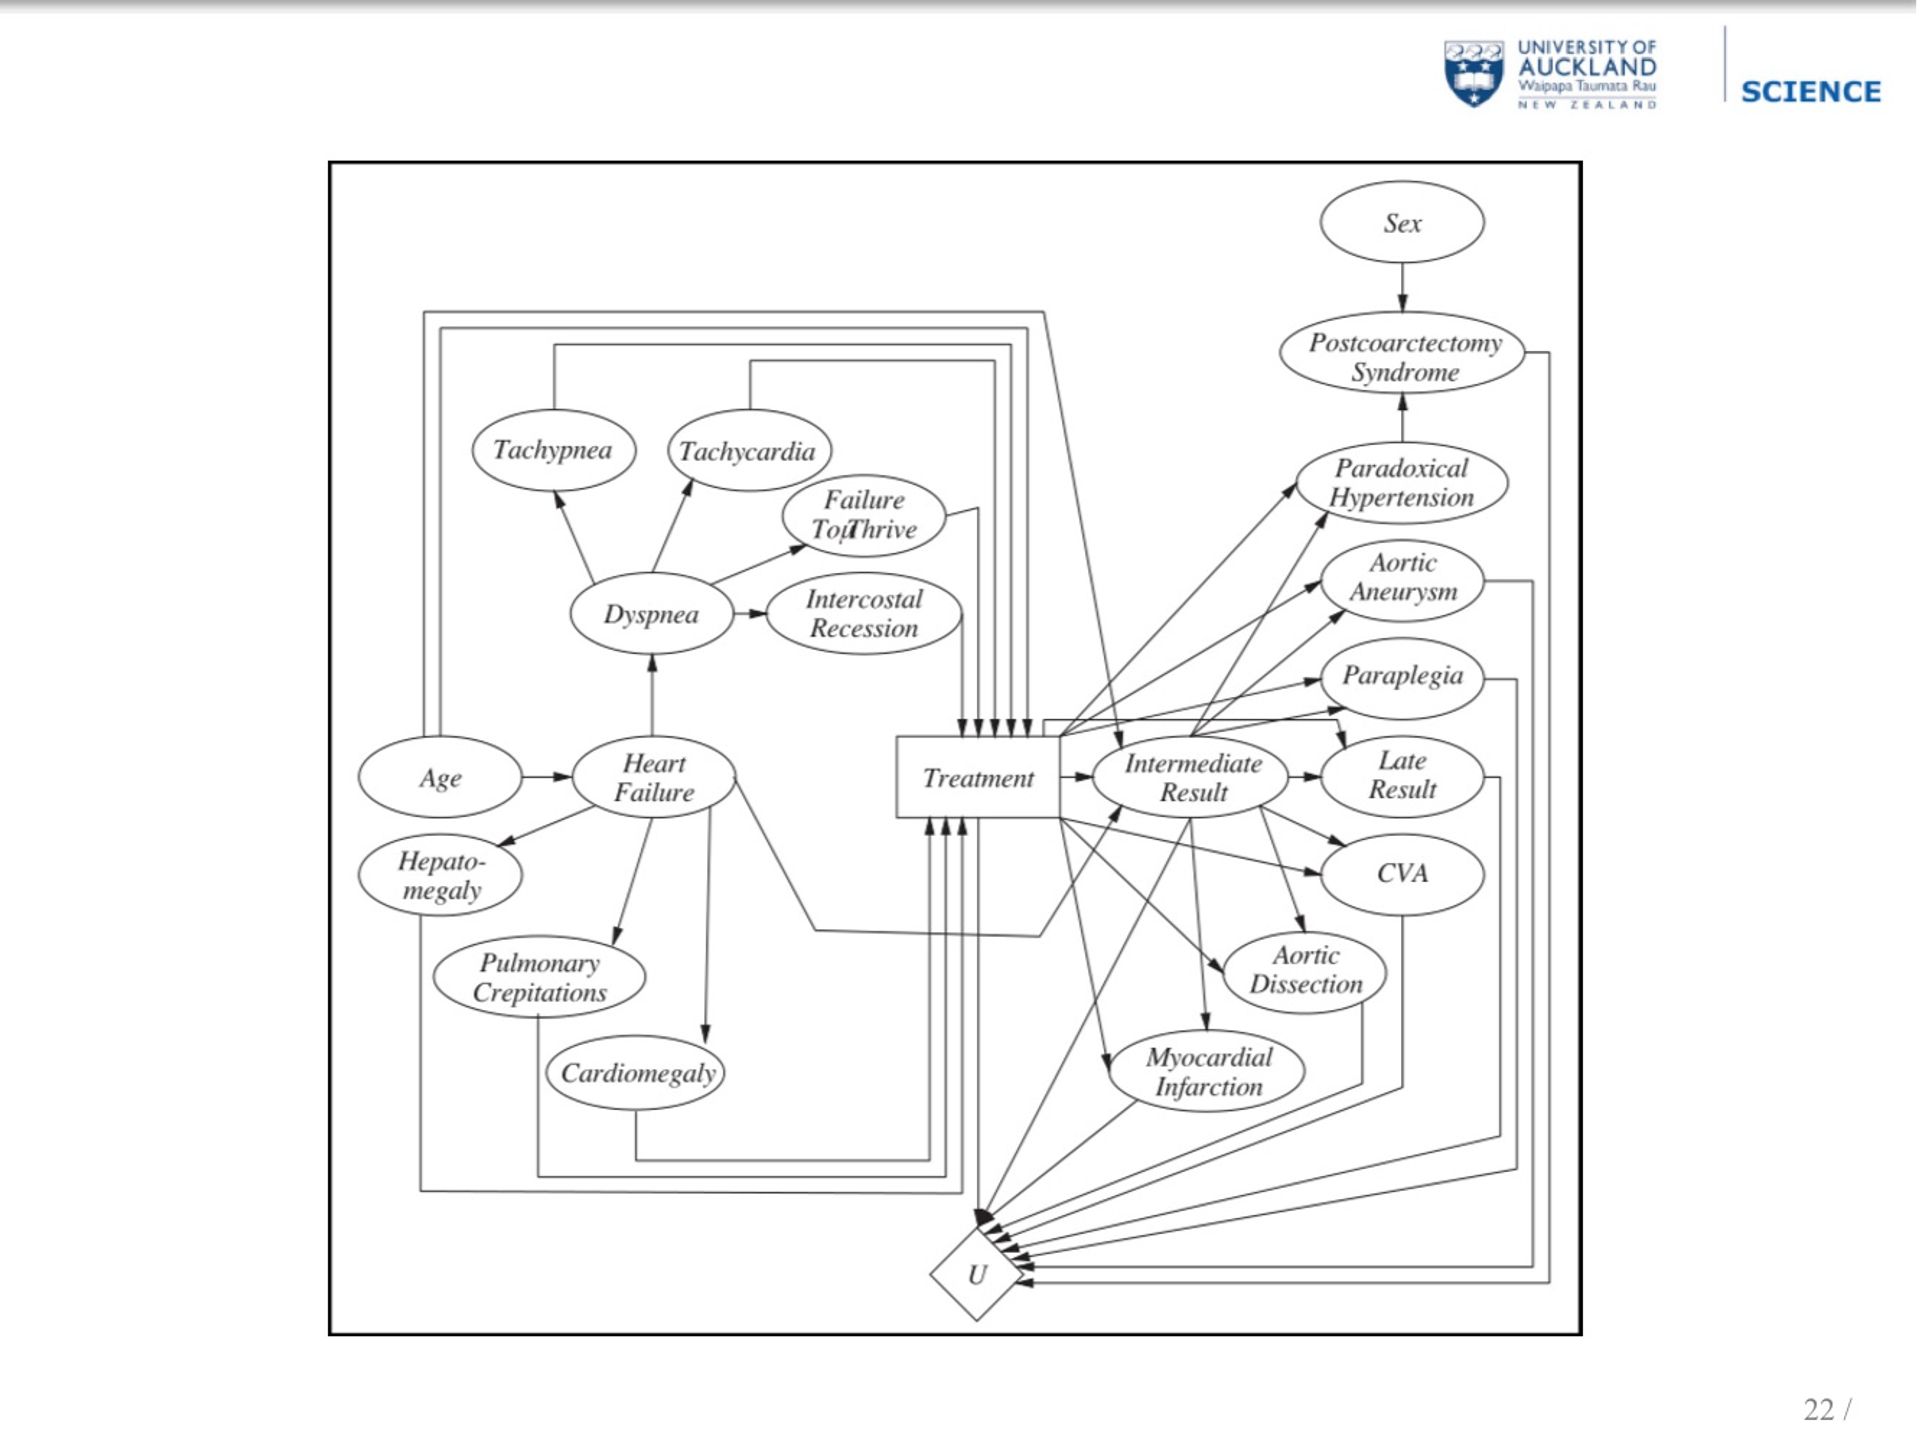 UNIVERSITY OF
AUCKLAND
Waipapa Taumata Rau
NEW ZEALAND
SCIENCE
Sex
Postcoarctectomy
Syndrome
Tachypnea
Tachycardia
Paradoxical
Hypertension
Failure
ToμThrive
Aortic
Aneurysm
Dyspnea
Intercostal
Recession
Paraplegia
Age
Heart
Failure
Treatment
Intermediate
Result
Late
Result
Hepato-
megaly
CVA
Pulmonary
Crepitations
Aortic
Dissection
Cardiomegaly
Myocardial
Infarction
U
22 /